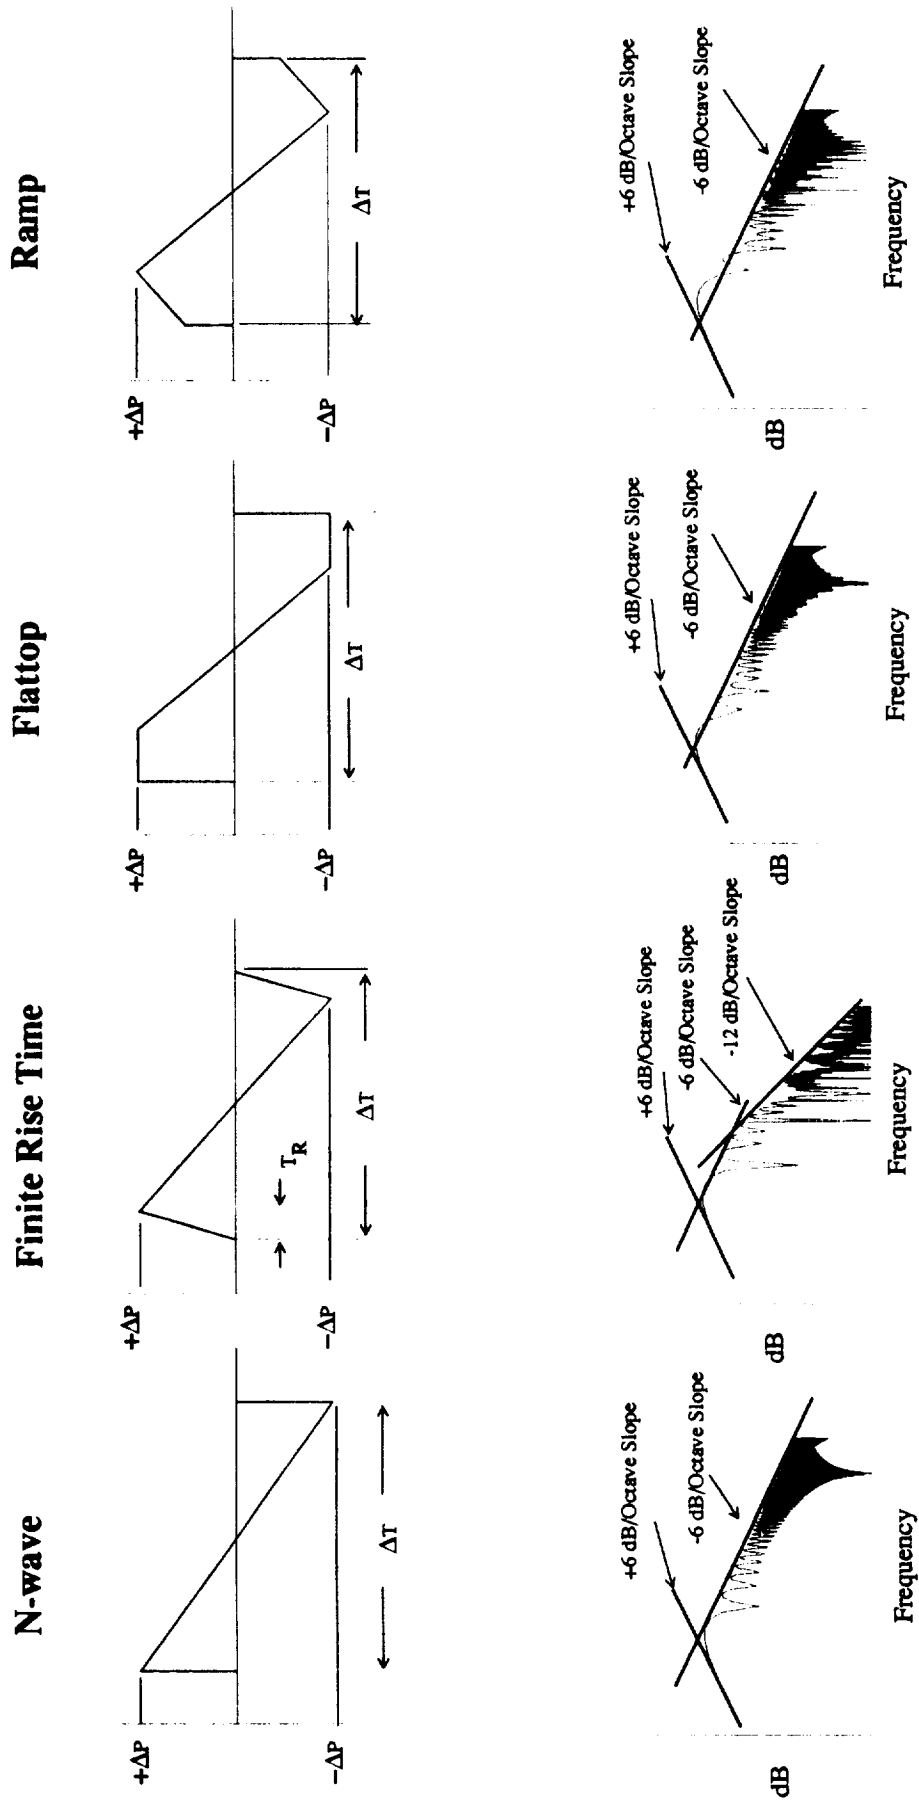 N-wave
+ΔP
−ΔP
ΔT
+6 dB/Octave Slope
-6 dB/Octave Slope
dB
Frequency
Finite Rise Time
+ΔP
−ΔP
T_R
ΔT
+6 dB/Octave Slope
-6 dB/Octave Slope
-12 dB/Octave Slope
dB
Frequency
Flattop
+ΔP
−ΔP
ΔT
+6 dB/Octave Slope
-6 dB/Octave Slope
dB
Frequency
Ramp
+ΔP
−ΔP
ΔT
+6 dB/Octave Slope
-6 dB/Octave Slope
dB
Frequency